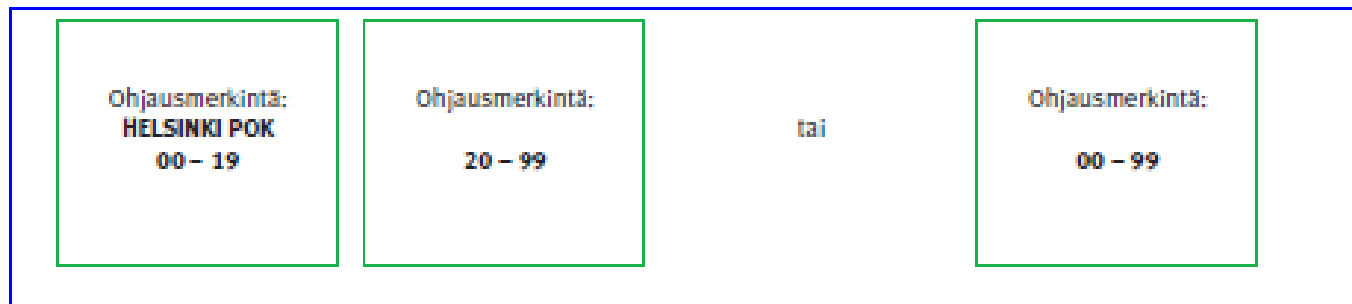 Ohjausmerkintä:
HELSINKI POK
00 – 19
Ohjausmerkintä:
20 – 99
tai
Ohjausmerkintä:
00 – 99